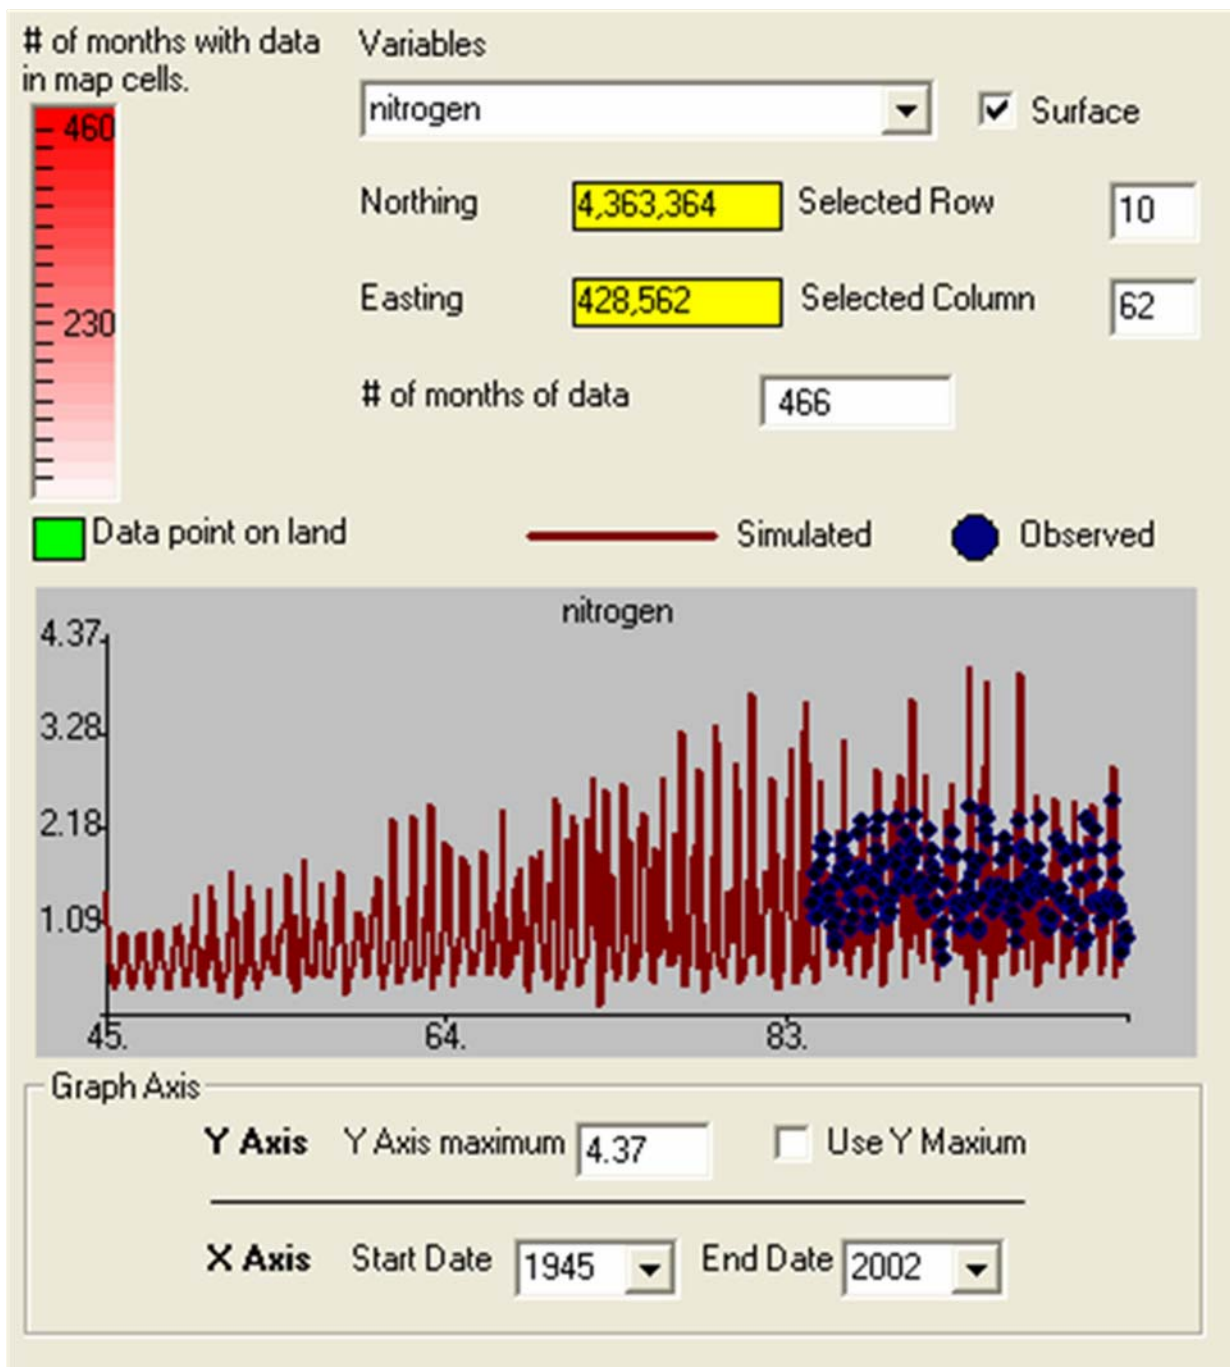 # of months with data
in map cells.
460
230
Variables
nitrogen
Surface
Northing 4,363,364 Selected Row 10
Easting 428,562 Selected Column 62
# of months of data 466
Data point on land Simulated Observed
nitrogen
4.37
3.28
2.18
1.09
45. 64. 83.
Graph Axis
Y Axis Y Axis maximum 4.37 Use Y Maxium
X Axis Start Date 1945 End Date 2002